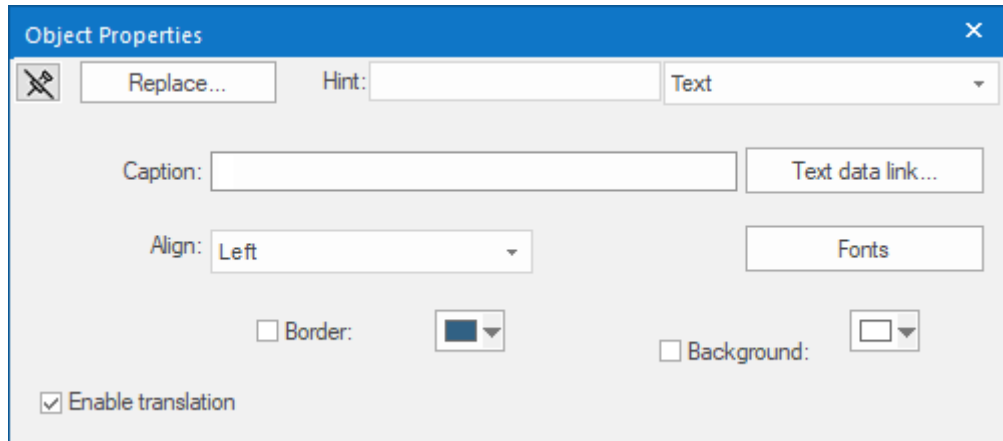 Object Properties
Replace... Hint: Text
Caption: Text data link...
Align: Left Fonts
Border:
Background:
Enable translation